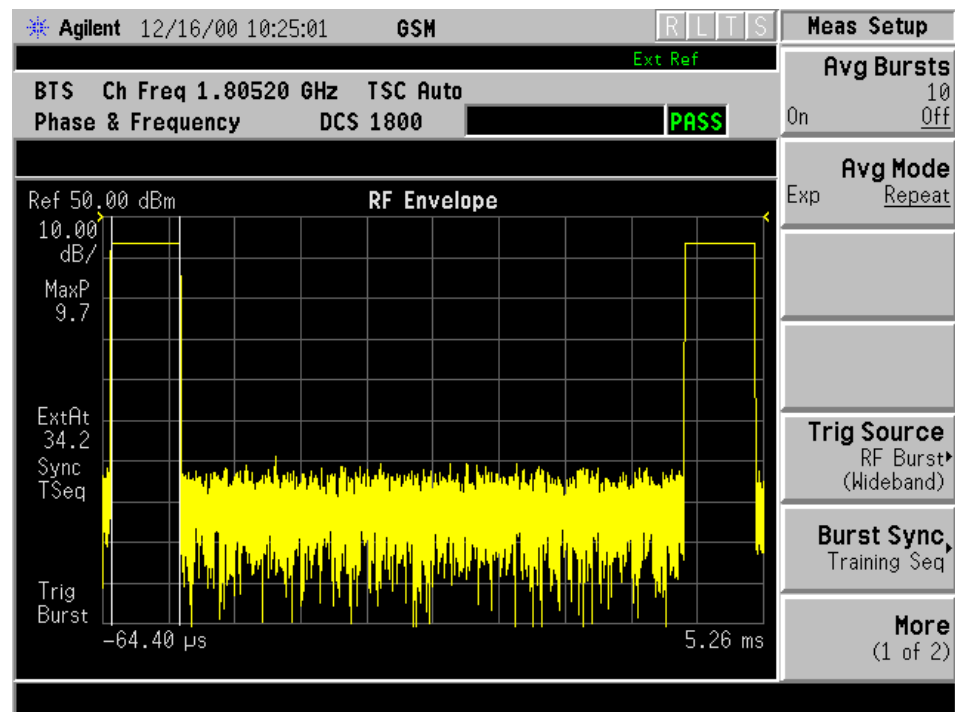 Agilent 12/16/00 10:25:01 GSM R L T S
Meas Setup
Ext Ref
BTS Ch Freq 1.80520 GHz TSC Auto
Phase & Frequency DCS 1800 PASS
Ref 50.00 dBm RF Envelope
10.00
dB/
MaxP
9.7
ExtAt
34.2
Sync
TSeq
Trig
Burst
-64.40 µs 5.26 ms
Avg Bursts
10
On Off
Avg Mode
Exp Repeat
Trig Source
RF Burst
(Wideband)
Burst Sync
Training Seq
More
(1 of 2)